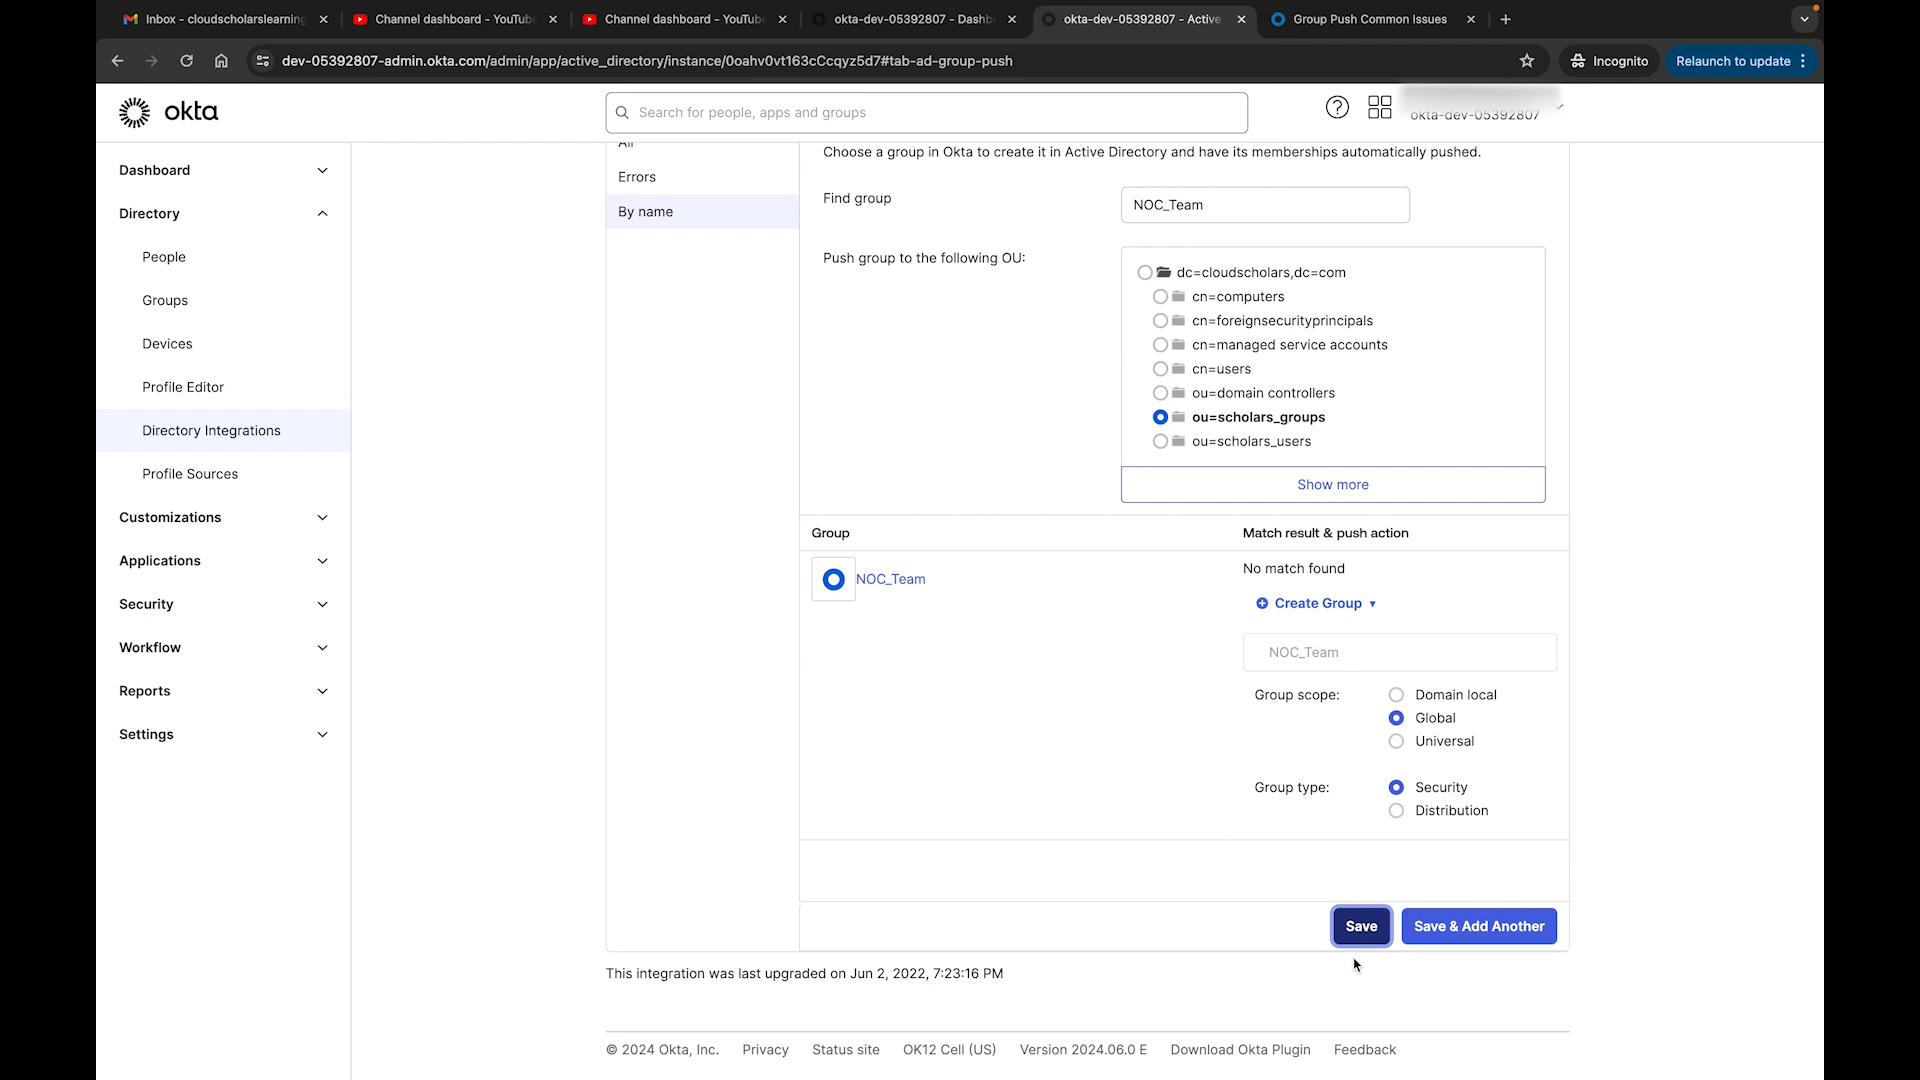 Inbox - cloudscholarslearning
Channel dashboard - YouTube
Channel dashboard - YouTube
okta-dev-05392807 - Dashb
okta-dev-05392807 - Active
Group Push Common Issues
dev-05392807-admin.okta.com/admin/app/active_directory/instance/0oahv0vt163cCcqyz5d7#tab-ad-group-push
Incognito
Relaunch to update
okta
Search for people, apps and groups
okta-dev-05392807
Dashboard
Directory
People
Groups
Devices
Profile Editor
Directory Integrations
Profile Sources
Customizations
Applications
Security
Workflow
Reports
Settings
All
Errors
By name
Choose a group in Okta to create it in Active Directory and have its memberships automatically pushed.
Find group
NOC_Team
Push group to the following OU:
dc=cloudscholars,dc=com
cn=computers
cn=foreignsecurityprincipals
cn=managed service accounts
cn=users
ou=domain controllers
ou=scholars_groups
ou=scholars_users
Show more
Group
Match result & push action
NOC_Team
No match found
Create Group
NOC_Team
Group scope:
Domain local
Global
Universal
Group type:
Security
Distribution
Save
Save & Add Another
This integration was last upgraded on Jun 2, 2022, 7:23:16 PM
© 2024 Okta, Inc.
Privacy
Status site
OK12 Cell (US)
Version 2024.06.0 E
Download Okta Plugin
Feedback